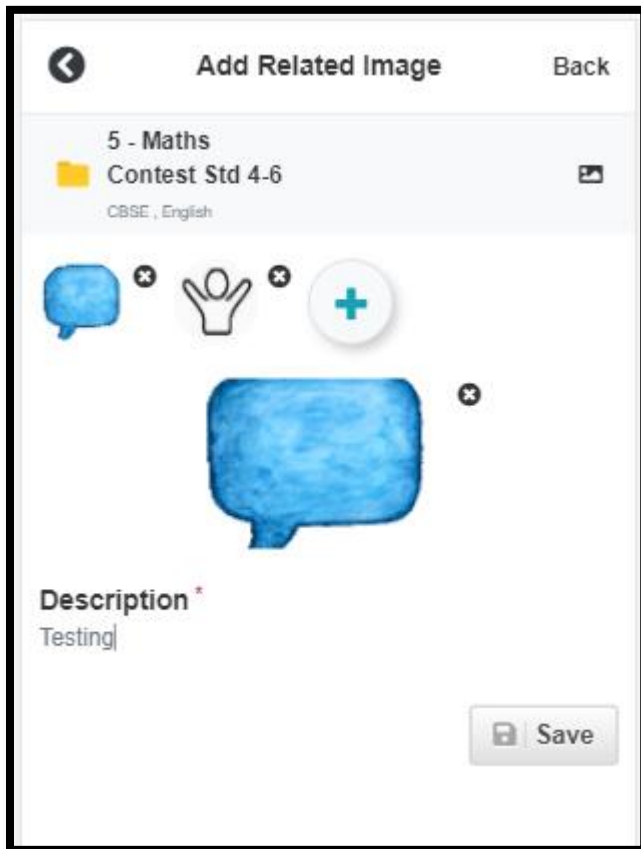 Add Related Image Back
5 - Maths
Contest Std 4-6
CBSE , English
Description *
Testing
Save